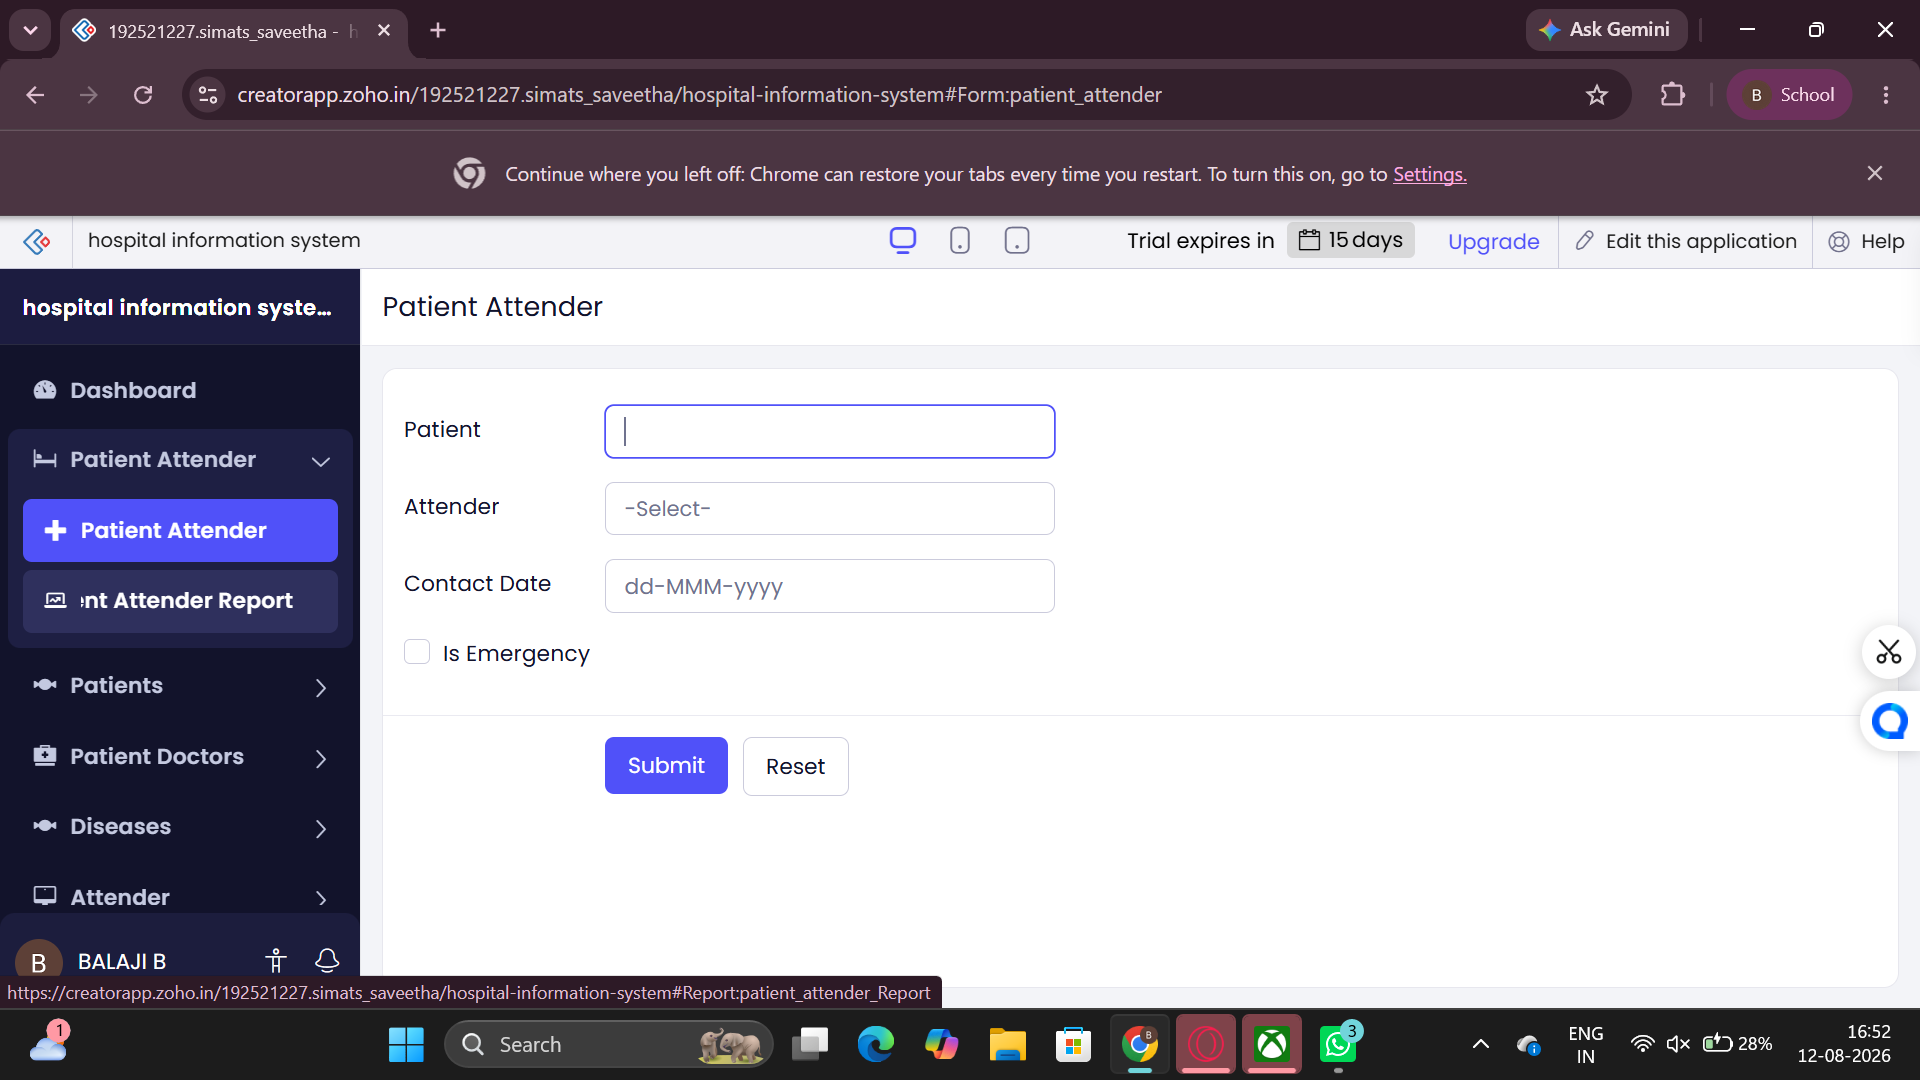 192521227.simats_saveetha - h
Ask Gemini
creatorapp.zoho.in/192521227.simats_saveetha/hospital-information-system#Form:patient_attender
B School
Continue where you left off: Chrome can restore your tabs every time you restart. To turn this on, go to Settings.
hospital information system
Trial expires in 15 days
Upgrade
Edit this application
Help
hospital information syste...
Patient Attender
Dashboard
Patient Attender
Patient Attender
nt Attender Report
Patients
Patient Doctors
Diseases
Attender
B BALAJI B
Patient
Attender
-Select-
Contact Date
dd-MMM-yyyy
Is Emergency
Submit
Reset
https://creatorapp.zoho.in/192521227.simats_saveetha/hospital-information-system#Report:patient_attender_Report
1
Search
B
3
ENG
IN
28%
16:52
12-08-2026